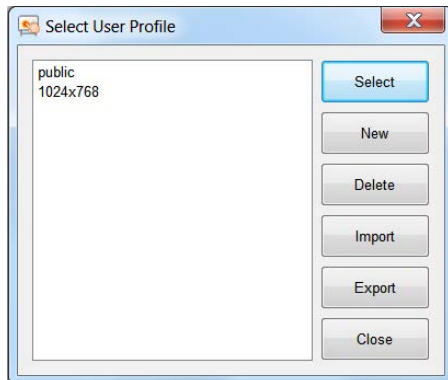 Select User Profile
public
1024x768
Select
New
Delete
Import
Export
Close